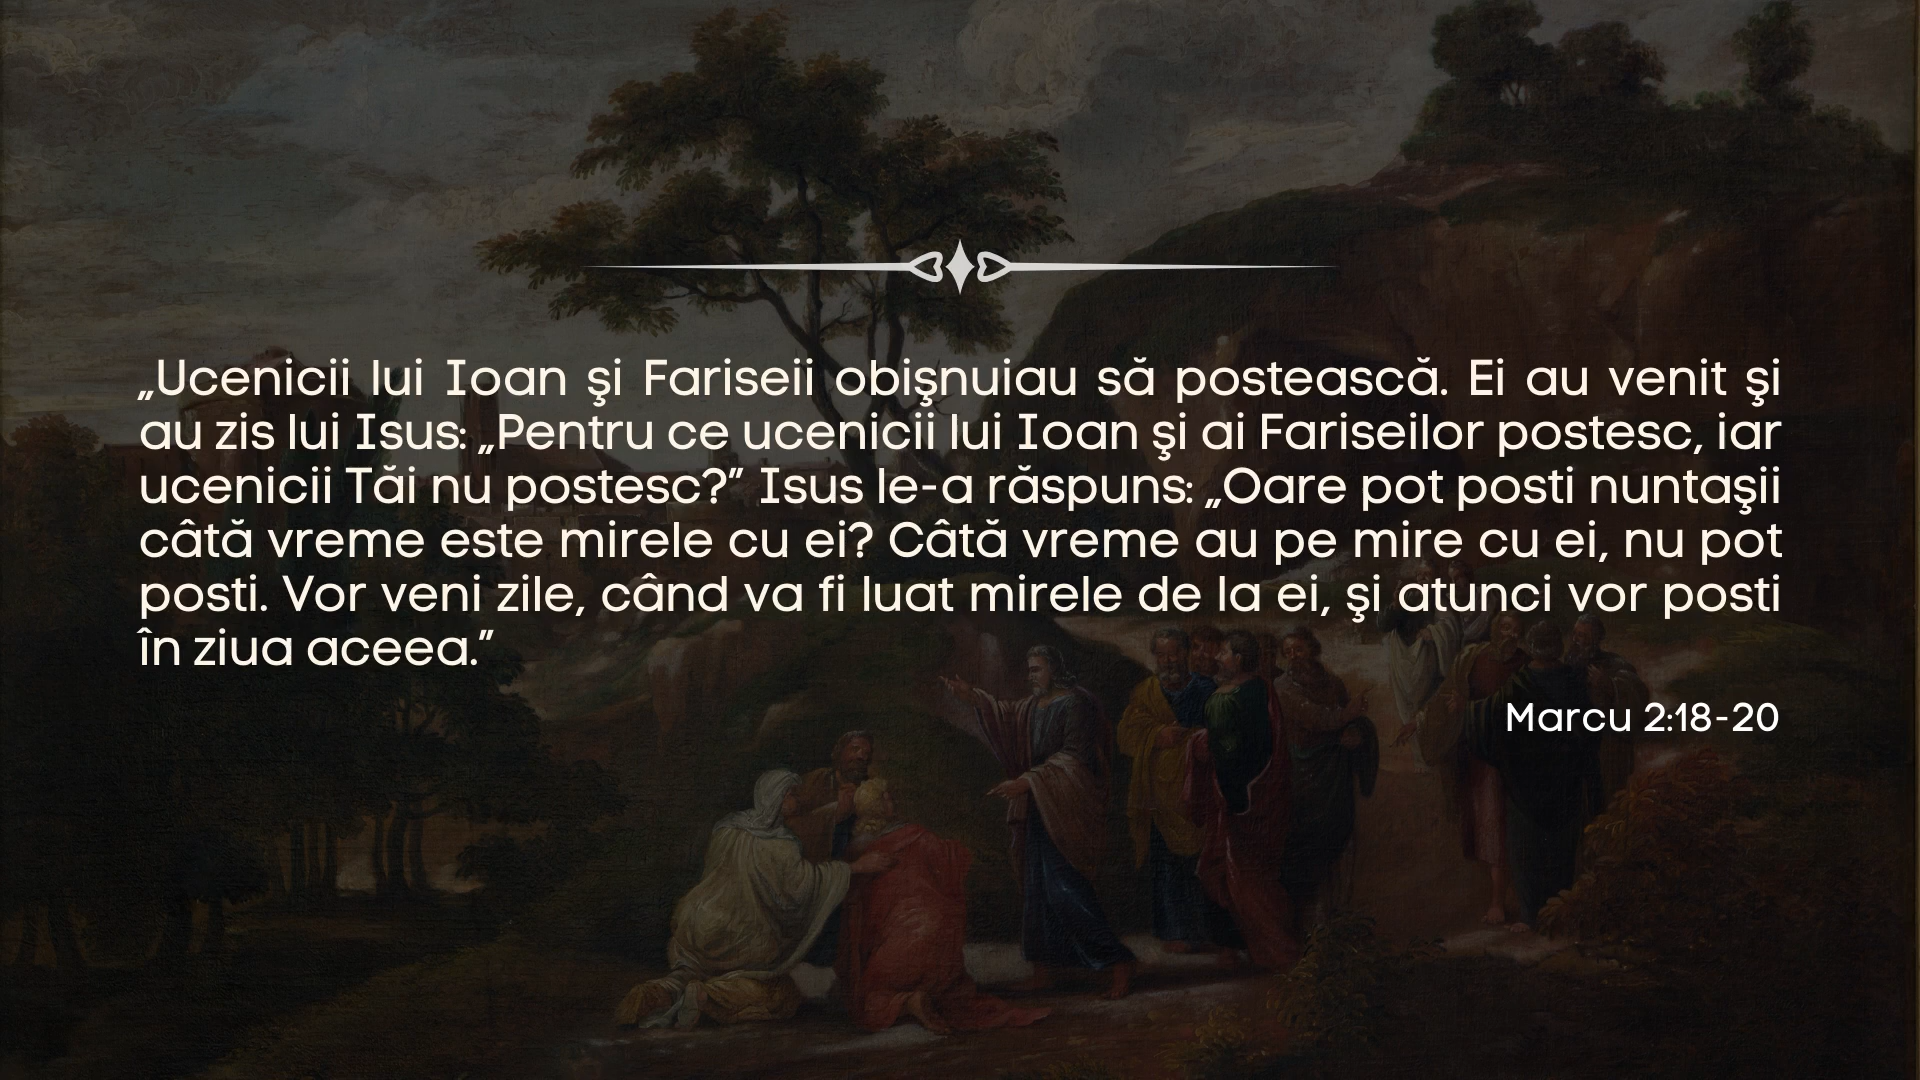 „Ucenicii lui Ioan şi Fariseii obişnuiau să postească. Ei au venit şi
au zis lui Isus: „Pentru ce ucenicii lui Ioan şi ai Fariseilor postesc, iar
ucenicii Tăi nu postesc?” Isus le-a răspuns: „Oare pot posti nuntaşii
câtă vreme este mirele cu ei? Câtă vreme au pe mire cu ei, nu pot
posti. Vor veni zile, când va fi luat mirele de la ei, şi atunci vor posti
în ziua aceea.”
Marcu 2:18-20